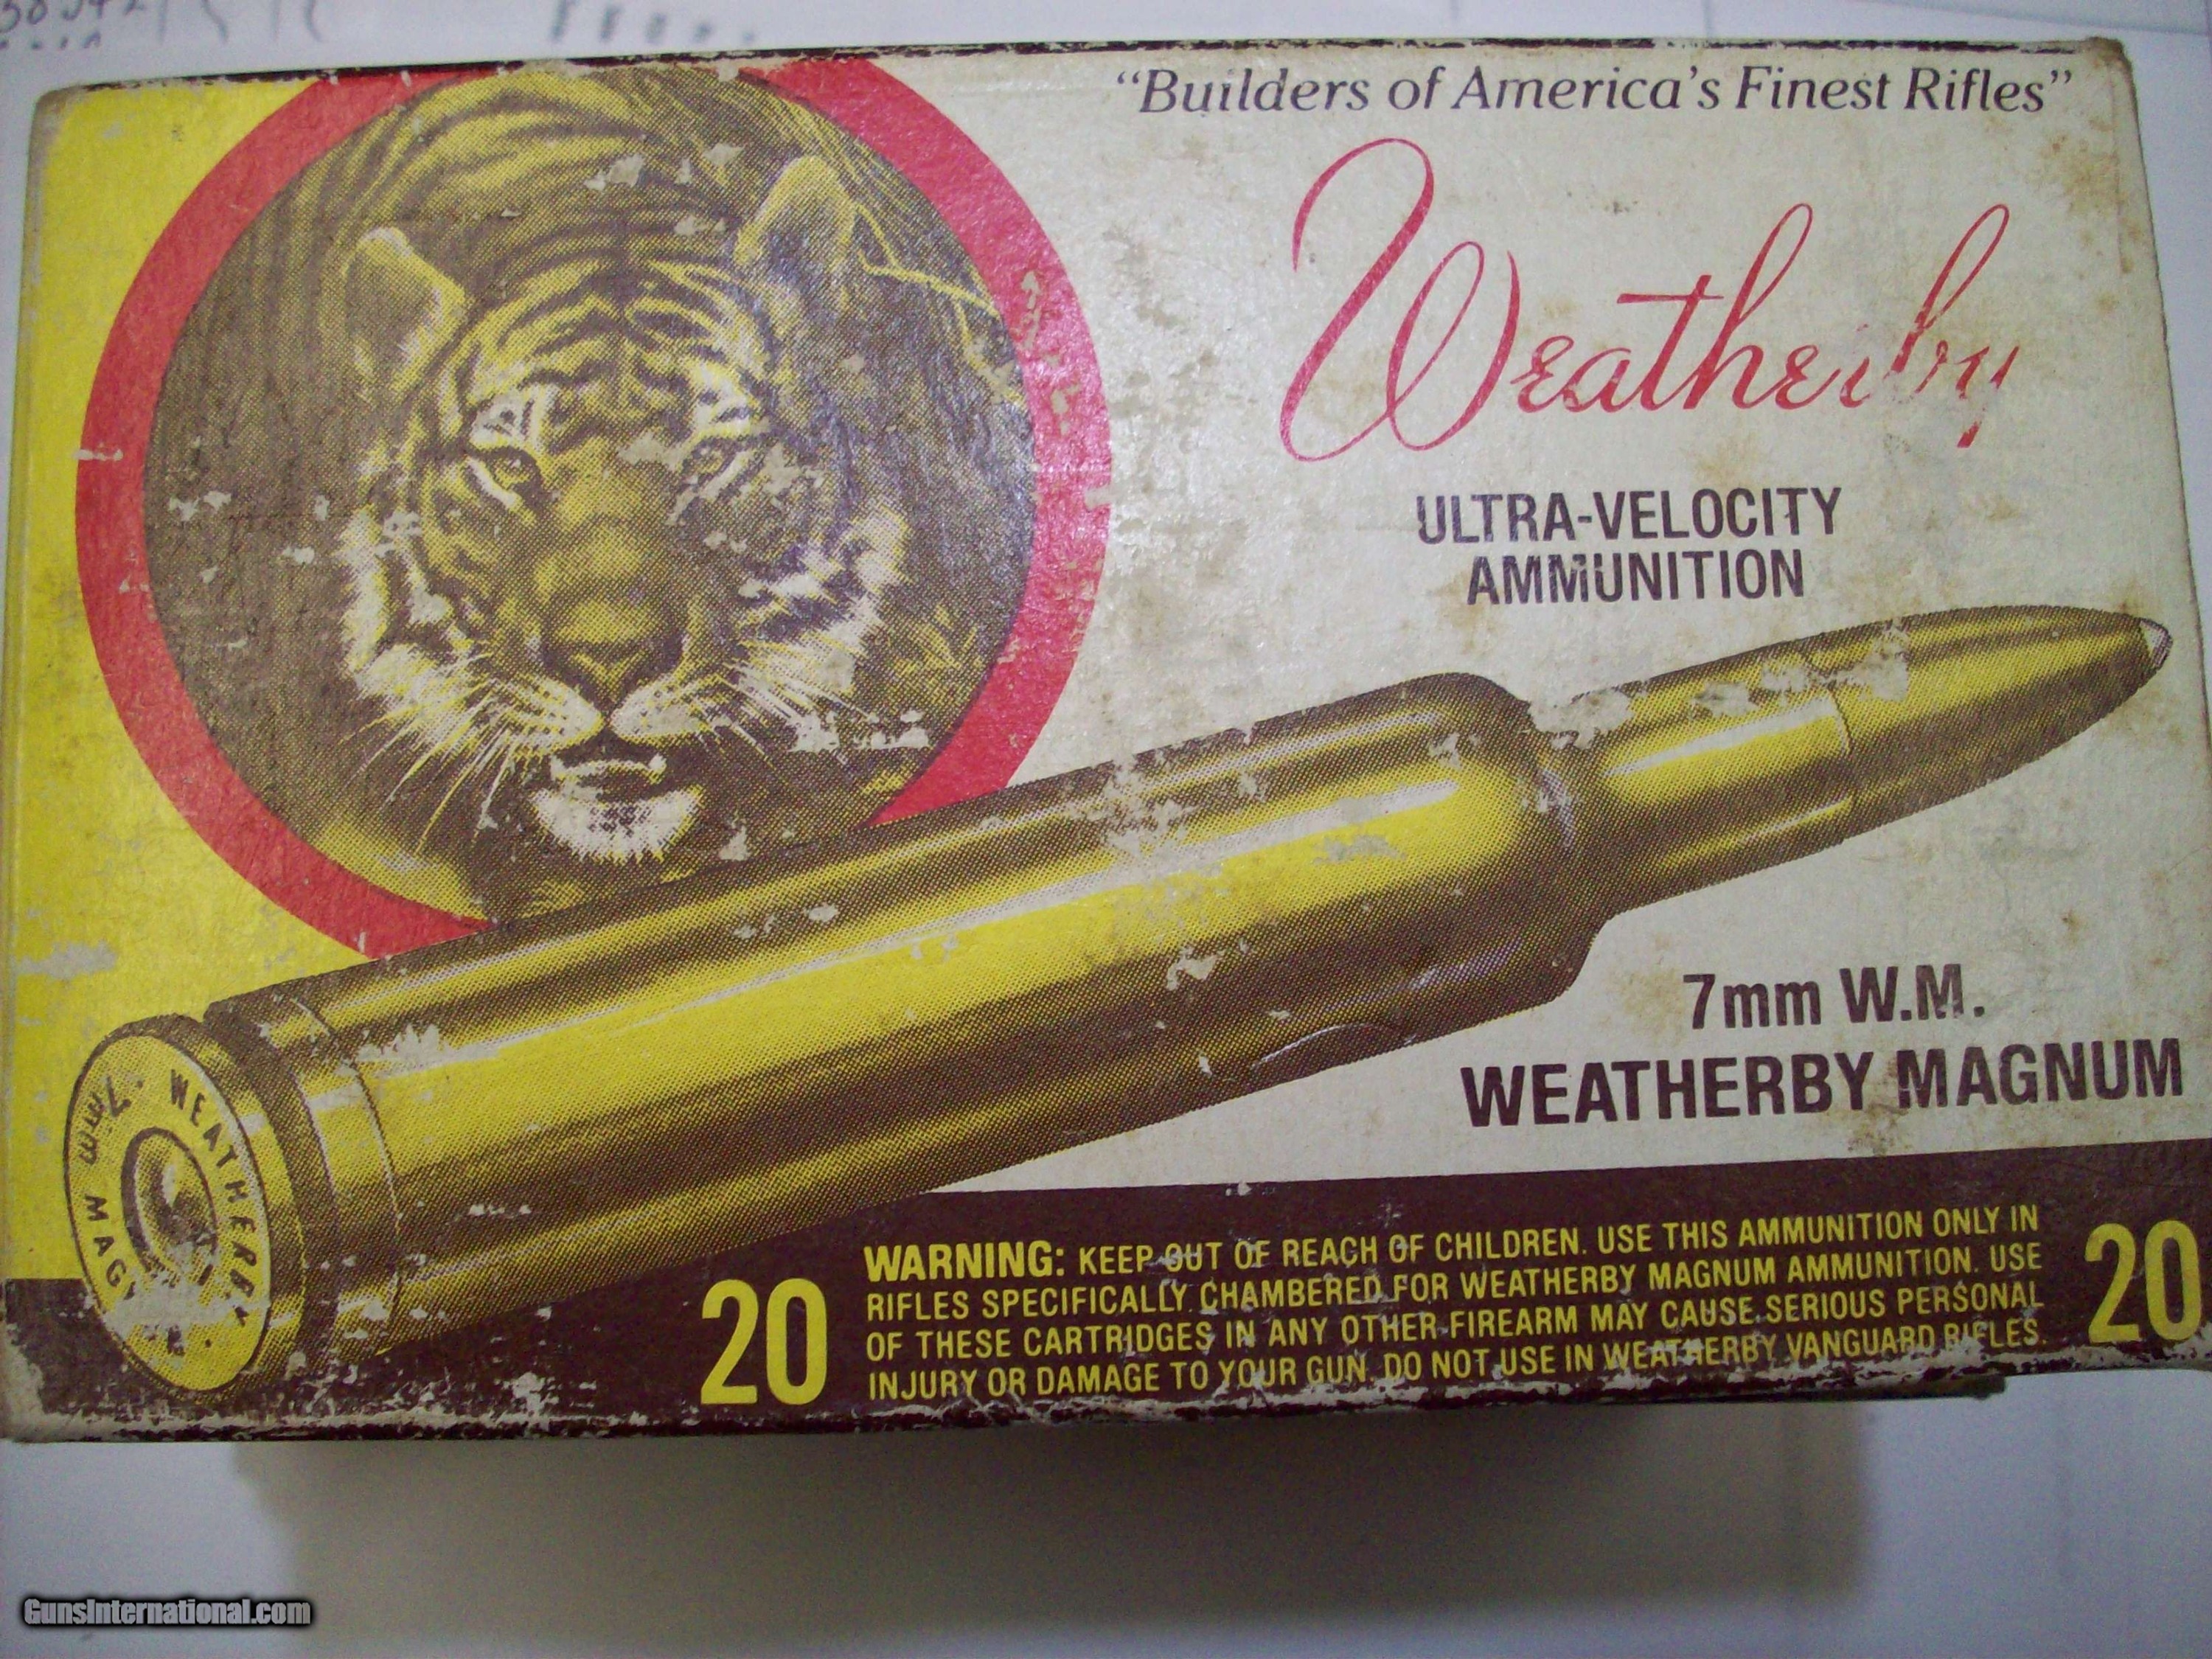 "Builders of America's Finest Rifles"
Weatherby
ULTRA-VELOCITY
AMMUNITION
7mm W.M.
WEATHERBY MAGNUM
7mm WEATHERBY
MAG
20
WARNING: KEEP OUT OF REACH OF CHILDREN. USE THIS AMMUNITION ONLY IN
RIFLES SPECIFICALLY CHAMBERED FOR WEATHERBY MAGNUM AMMUNITION. USE
OF THESE CARTRIDGES IN ANY OTHER FIREARM MAY CAUSE SERIOUS PERSONAL
INJURY OR DAMAGE TO YOUR GUN. DO NOT USE IN WEATHERBY VANGUARD RIFLES.
20
GunsInternational.com